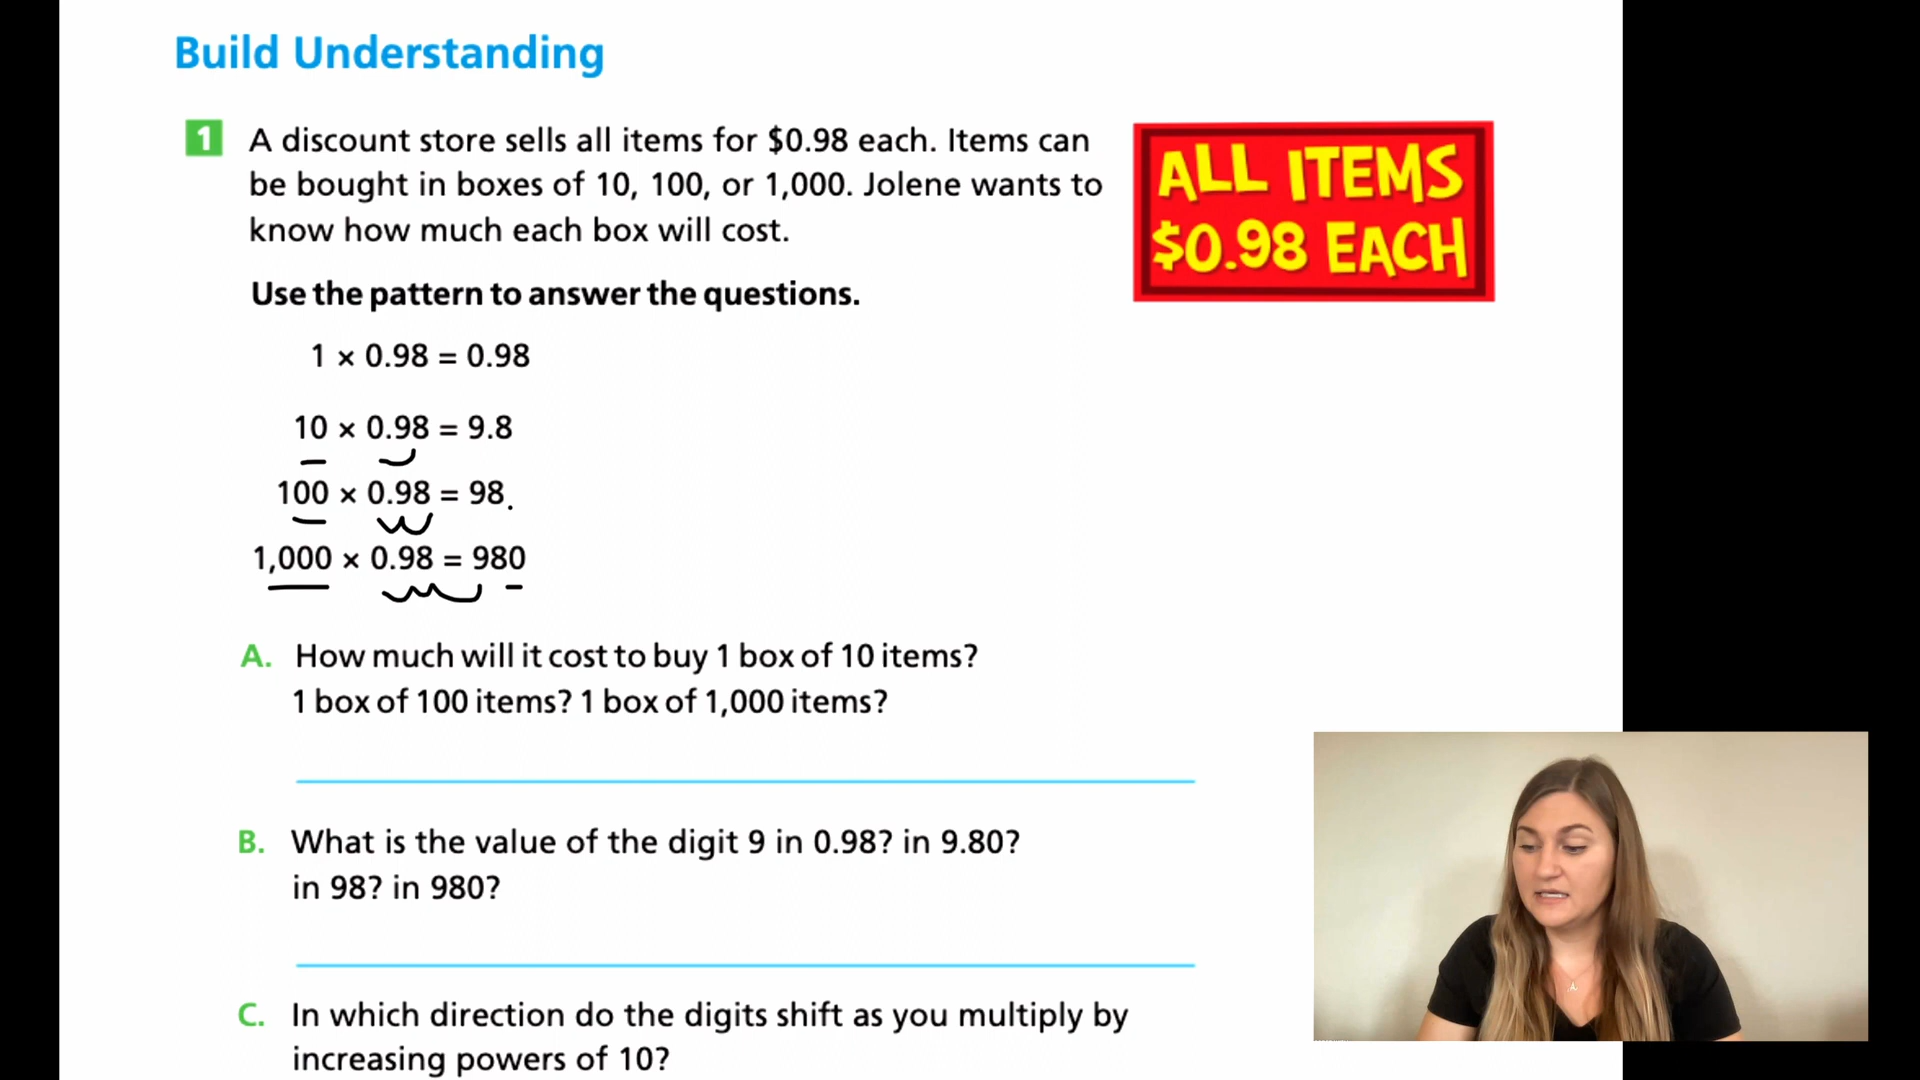 Build Understanding
1 A discount store sells all items for $0.98 each. Items can
be bought in boxes of 10, 100, or 1,000. Jolene wants to
know how much each box will cost.
ALL ITEMS
$0.98 EACH
Use the pattern to answer the questions.
1 × 0.98 = 0.98
10 × 0.98 = 9.8
100 × 0.98 = 98.
1,000 × 0.98 = 980
A. How much will it cost to buy 1 box of 10 items?
1 box of 100 items? 1 box of 1,000 items?
B. What is the value of the digit 9 in 0.98? in 9.80?
in 98? in 980?
C. In which direction do the digits shift as you multiply by
increasing powers of 10?